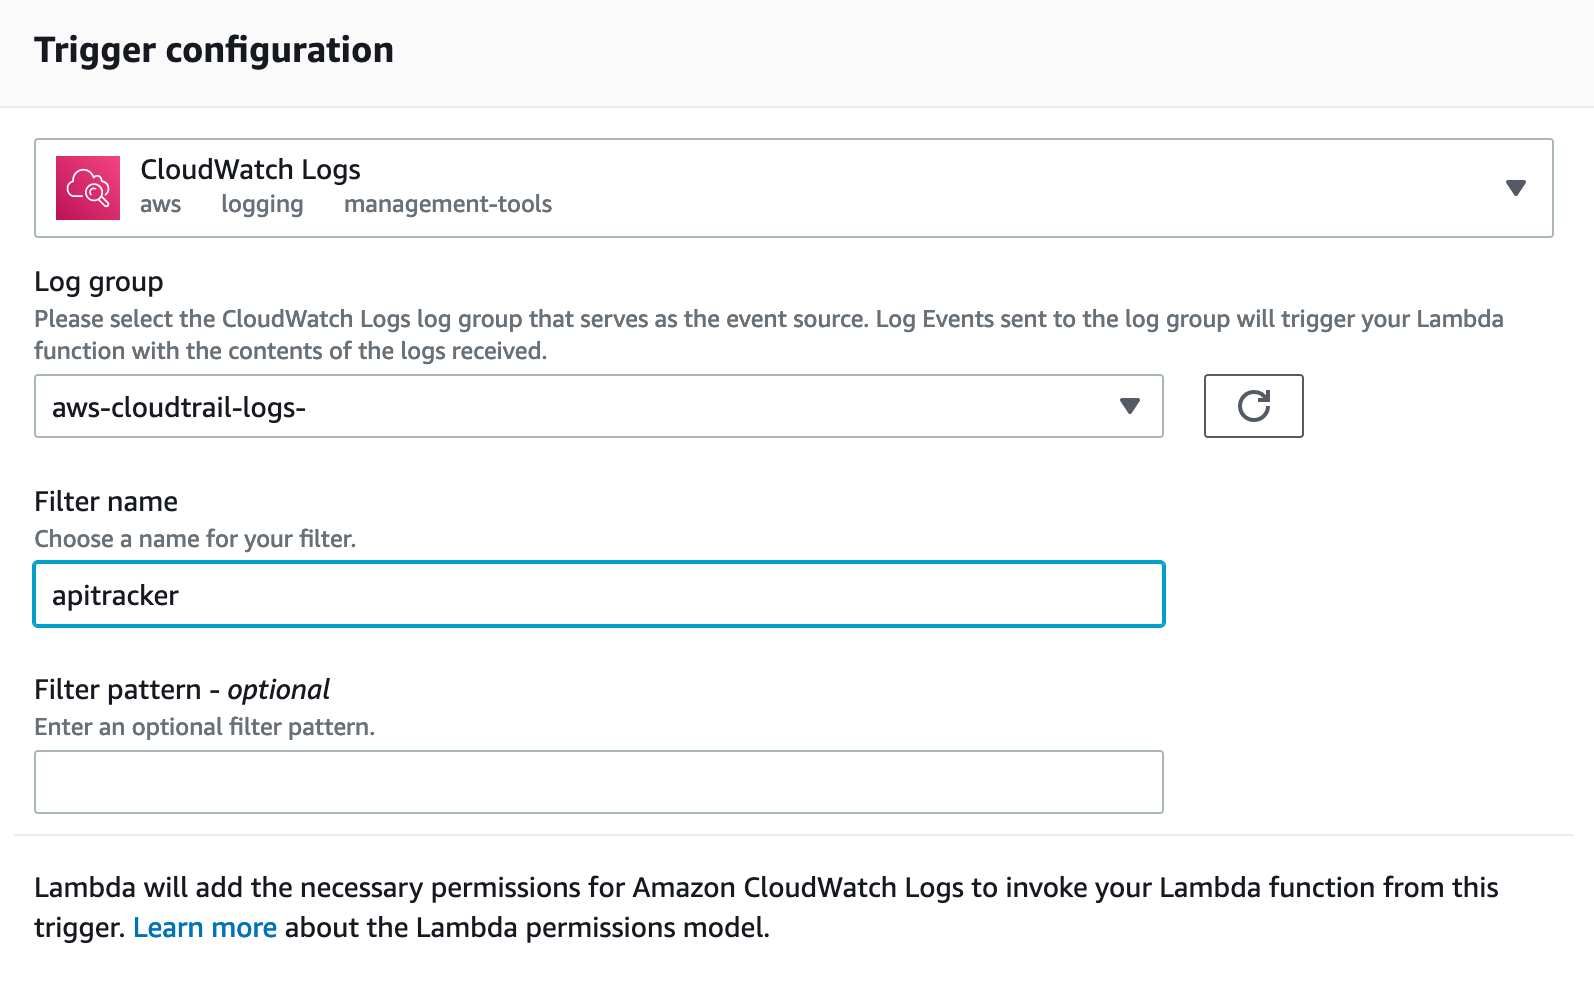 Trigger configuration
CloudWatch Logs
aws logging management-tools
Log group
Please select the CloudWatch Logs log group that serves as the event source. Log Events sent to the log group will trigger your Lambda
function with the contents of the logs received.
aws-cloudtrail-logs-
Filter name
Choose a name for your filter.
apitracker
Filter pattern - optional
Enter an optional filter pattern.
Lambda will add the necessary permissions for Amazon CloudWatch Logs to invoke your Lambda function from this
trigger. Learn more about the Lambda permissions model.